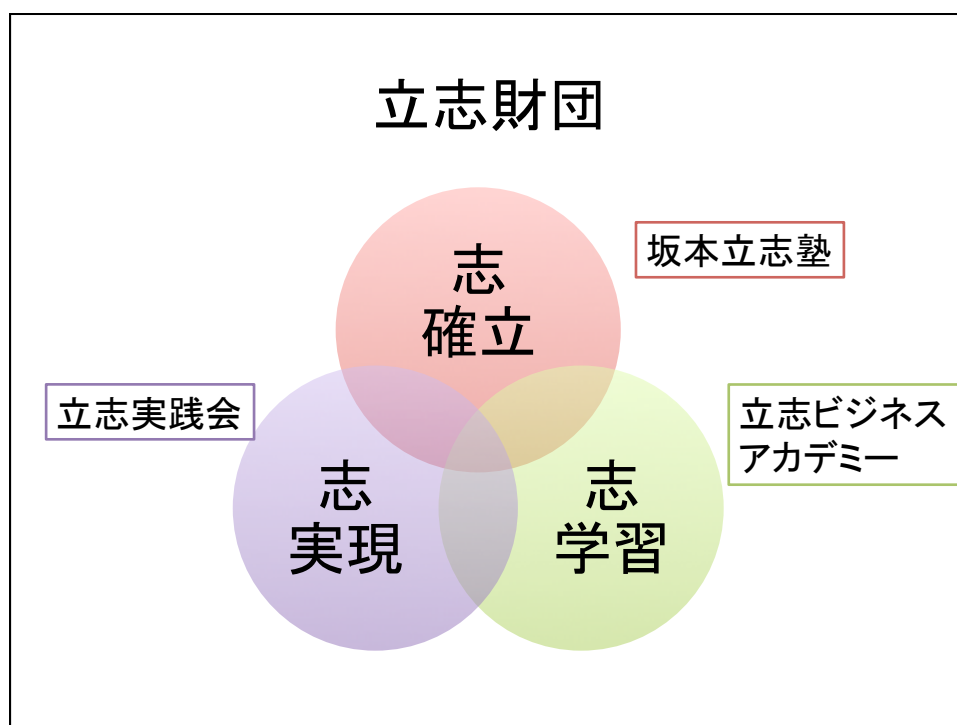 立志財団
志
確立
坂本立志塾
立志実践会
立志ビジネス
アカデミー
志
実現
志
学習